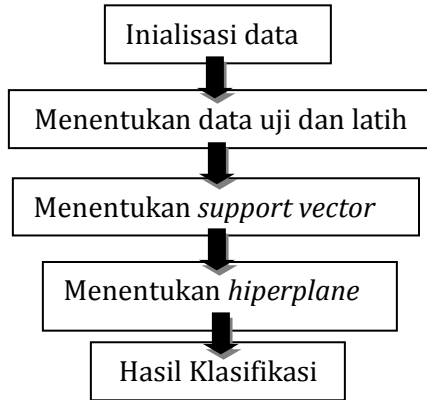 Inialisasi data
Menentukan data uji dan latih
Menentukan support vector
Menentukan hiperplane
Hasil Klasifikasi